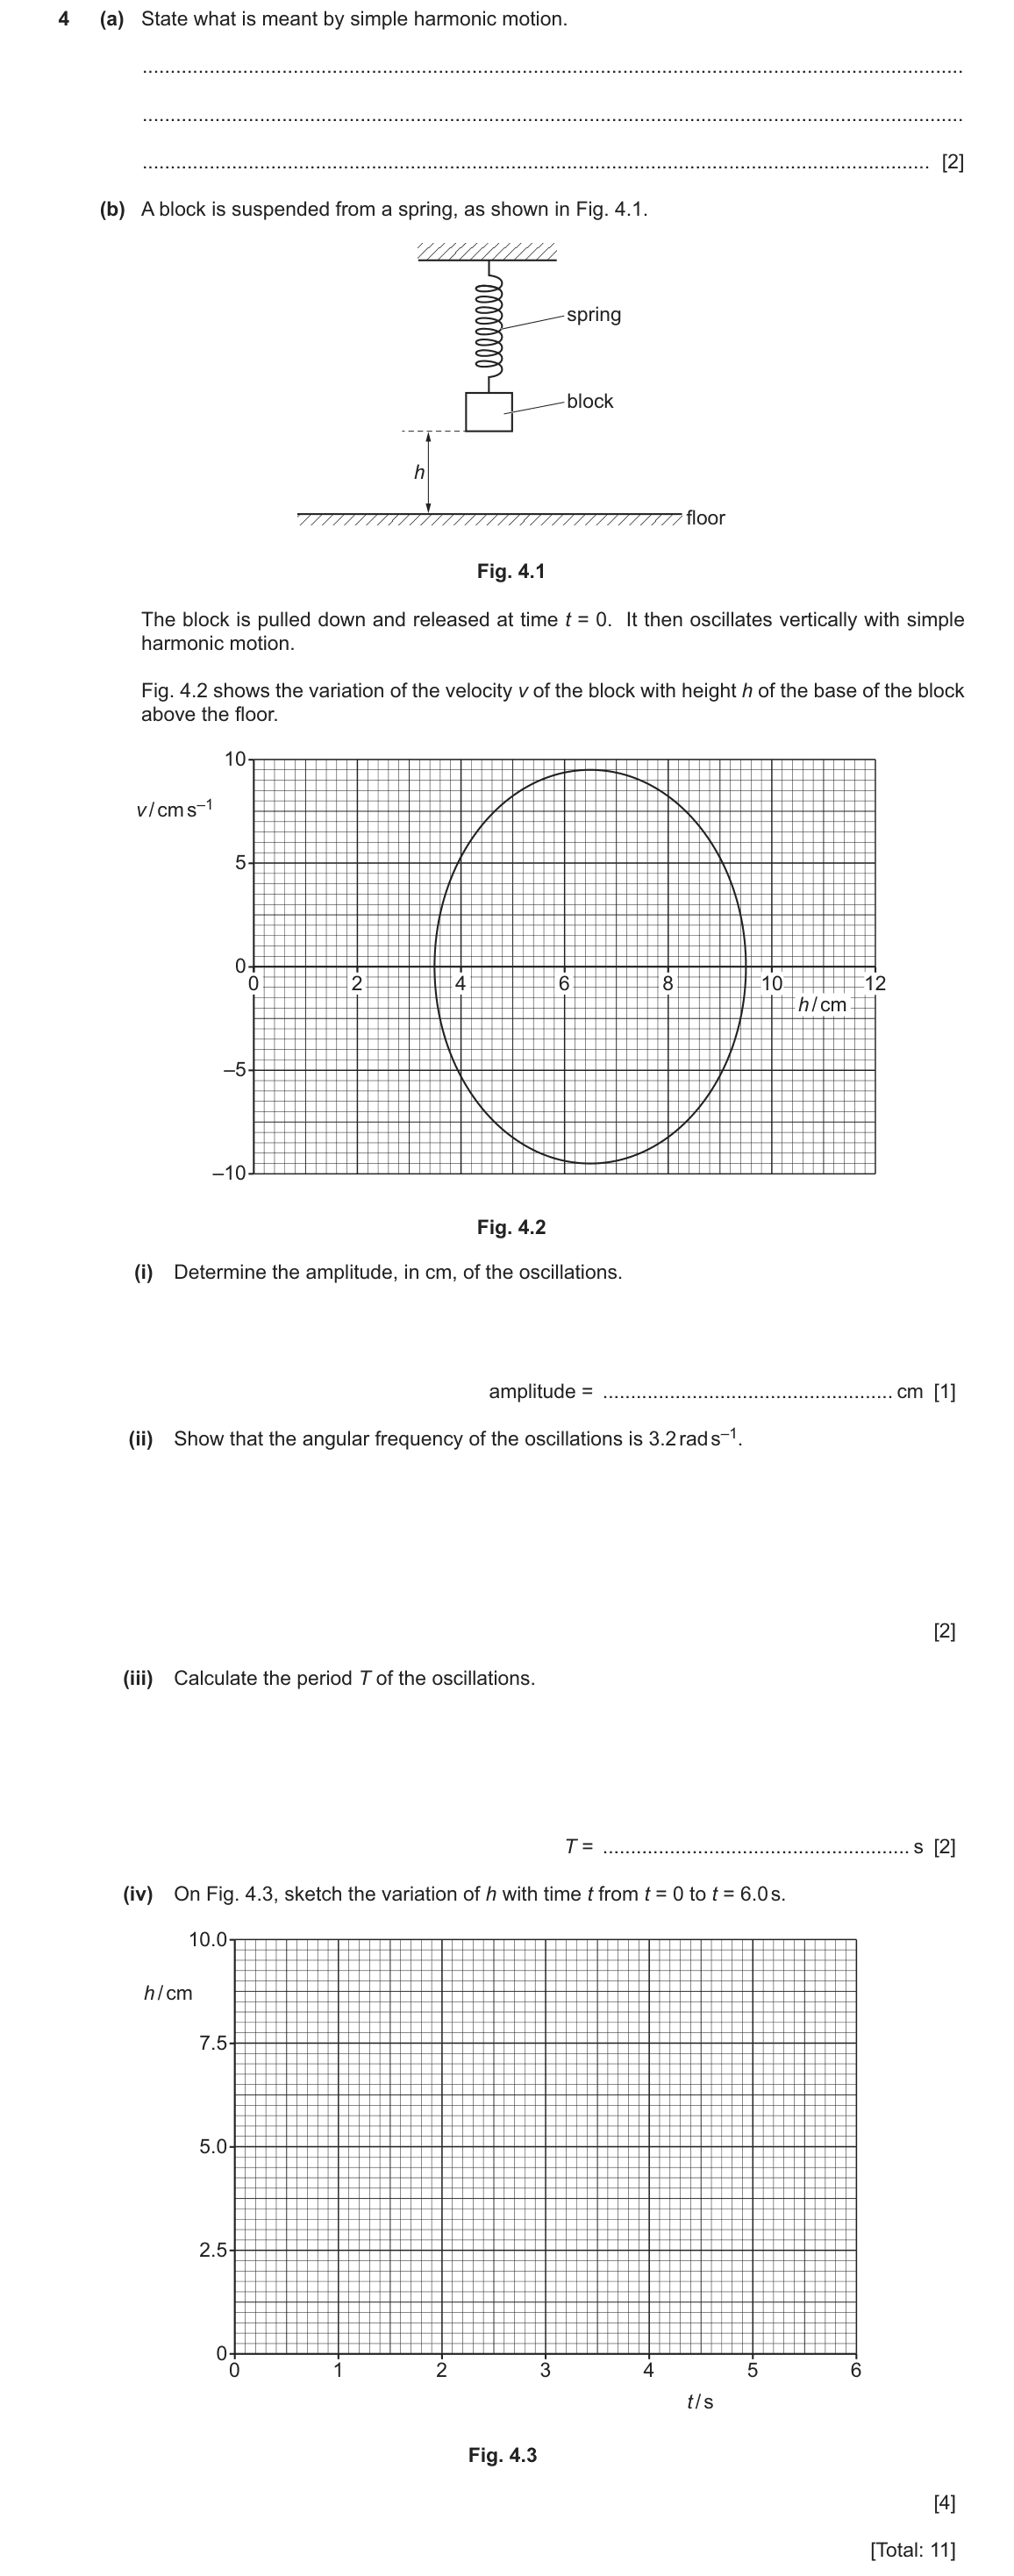 4 (a) State what is meant by simple harmonic motion.
..........................................................................................
..........................................................................................
.......................................................................................... [2]
(b) A block is suspended from a spring, as shown in Fig. 4.1.
spring
block
h
floor
Fig. 4.1
The block is pulled down and released at time t = 0. It then oscillates vertically with simple
harmonic motion.
Fig. 4.2 shows the variation of the velocity v of the block with height h of the base of the block
above the floor.
10
v / cm s⁻¹
5
0
0 2 4 6 8 10 12
h / cm
–5
–10
Fig. 4.2
(i) Determine the amplitude, in cm, of the oscillations.
amplitude = .................................................... cm [1]
(ii) Show that the angular frequency of the oscillations is 3.2 rad s⁻¹.
[2]
(iii) Calculate the period T of the oscillations.
T = ....................................................... s [2]
(iv) On Fig. 4.3, sketch the variation of h with time t from t = 0 to t = 6.0 s.
10.0
h / cm
7.5
5.0
2.5
0
0 1 2 3 4 5 6
t / s
Fig. 4.3
[4]
[Total: 11]